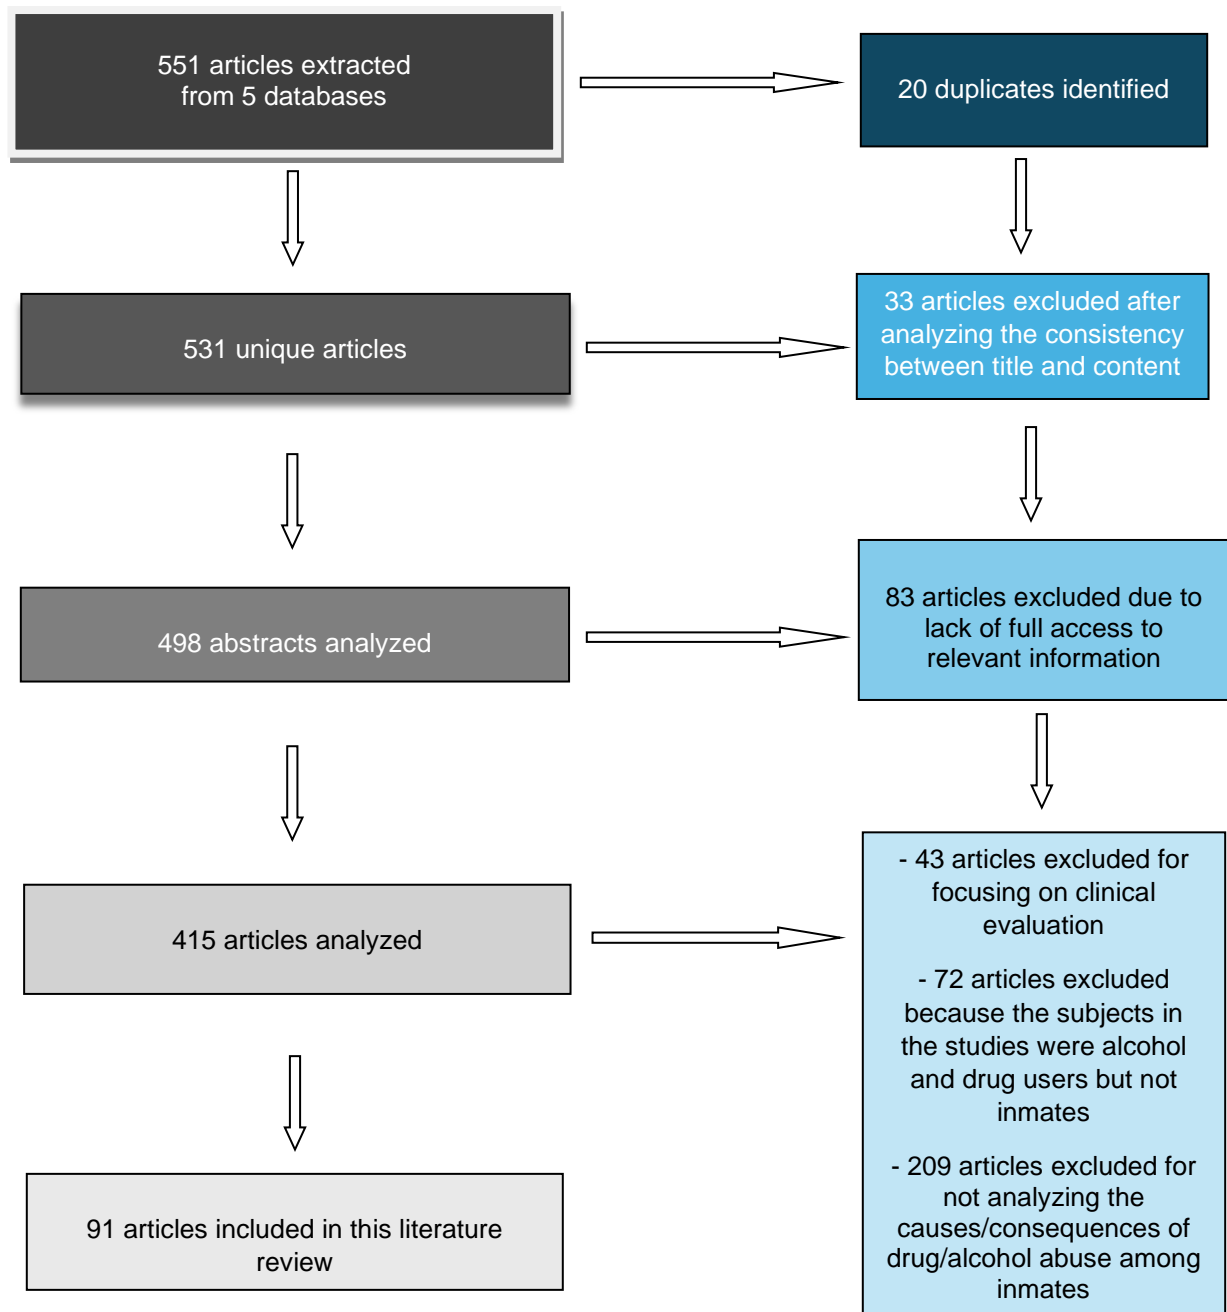 551 articles extracted
from 5 databases
20 duplicates identified
531 unique articles
33 articles excluded after
analyzing the consistency
between title and content
498 abstracts analyzed
83 articles excluded due to
lack of full access to
relevant information
415 articles analyzed
- 43 articles excluded for
focusing on clinical
evaluation
- 72 articles excluded
because the subjects in
the studies were alcohol
and drug users but not
inmates
- 209 articles excluded for
not analyzing the
causes/consequences of
drug/alcohol abuse among
inmates
91 articles included in this literature
review